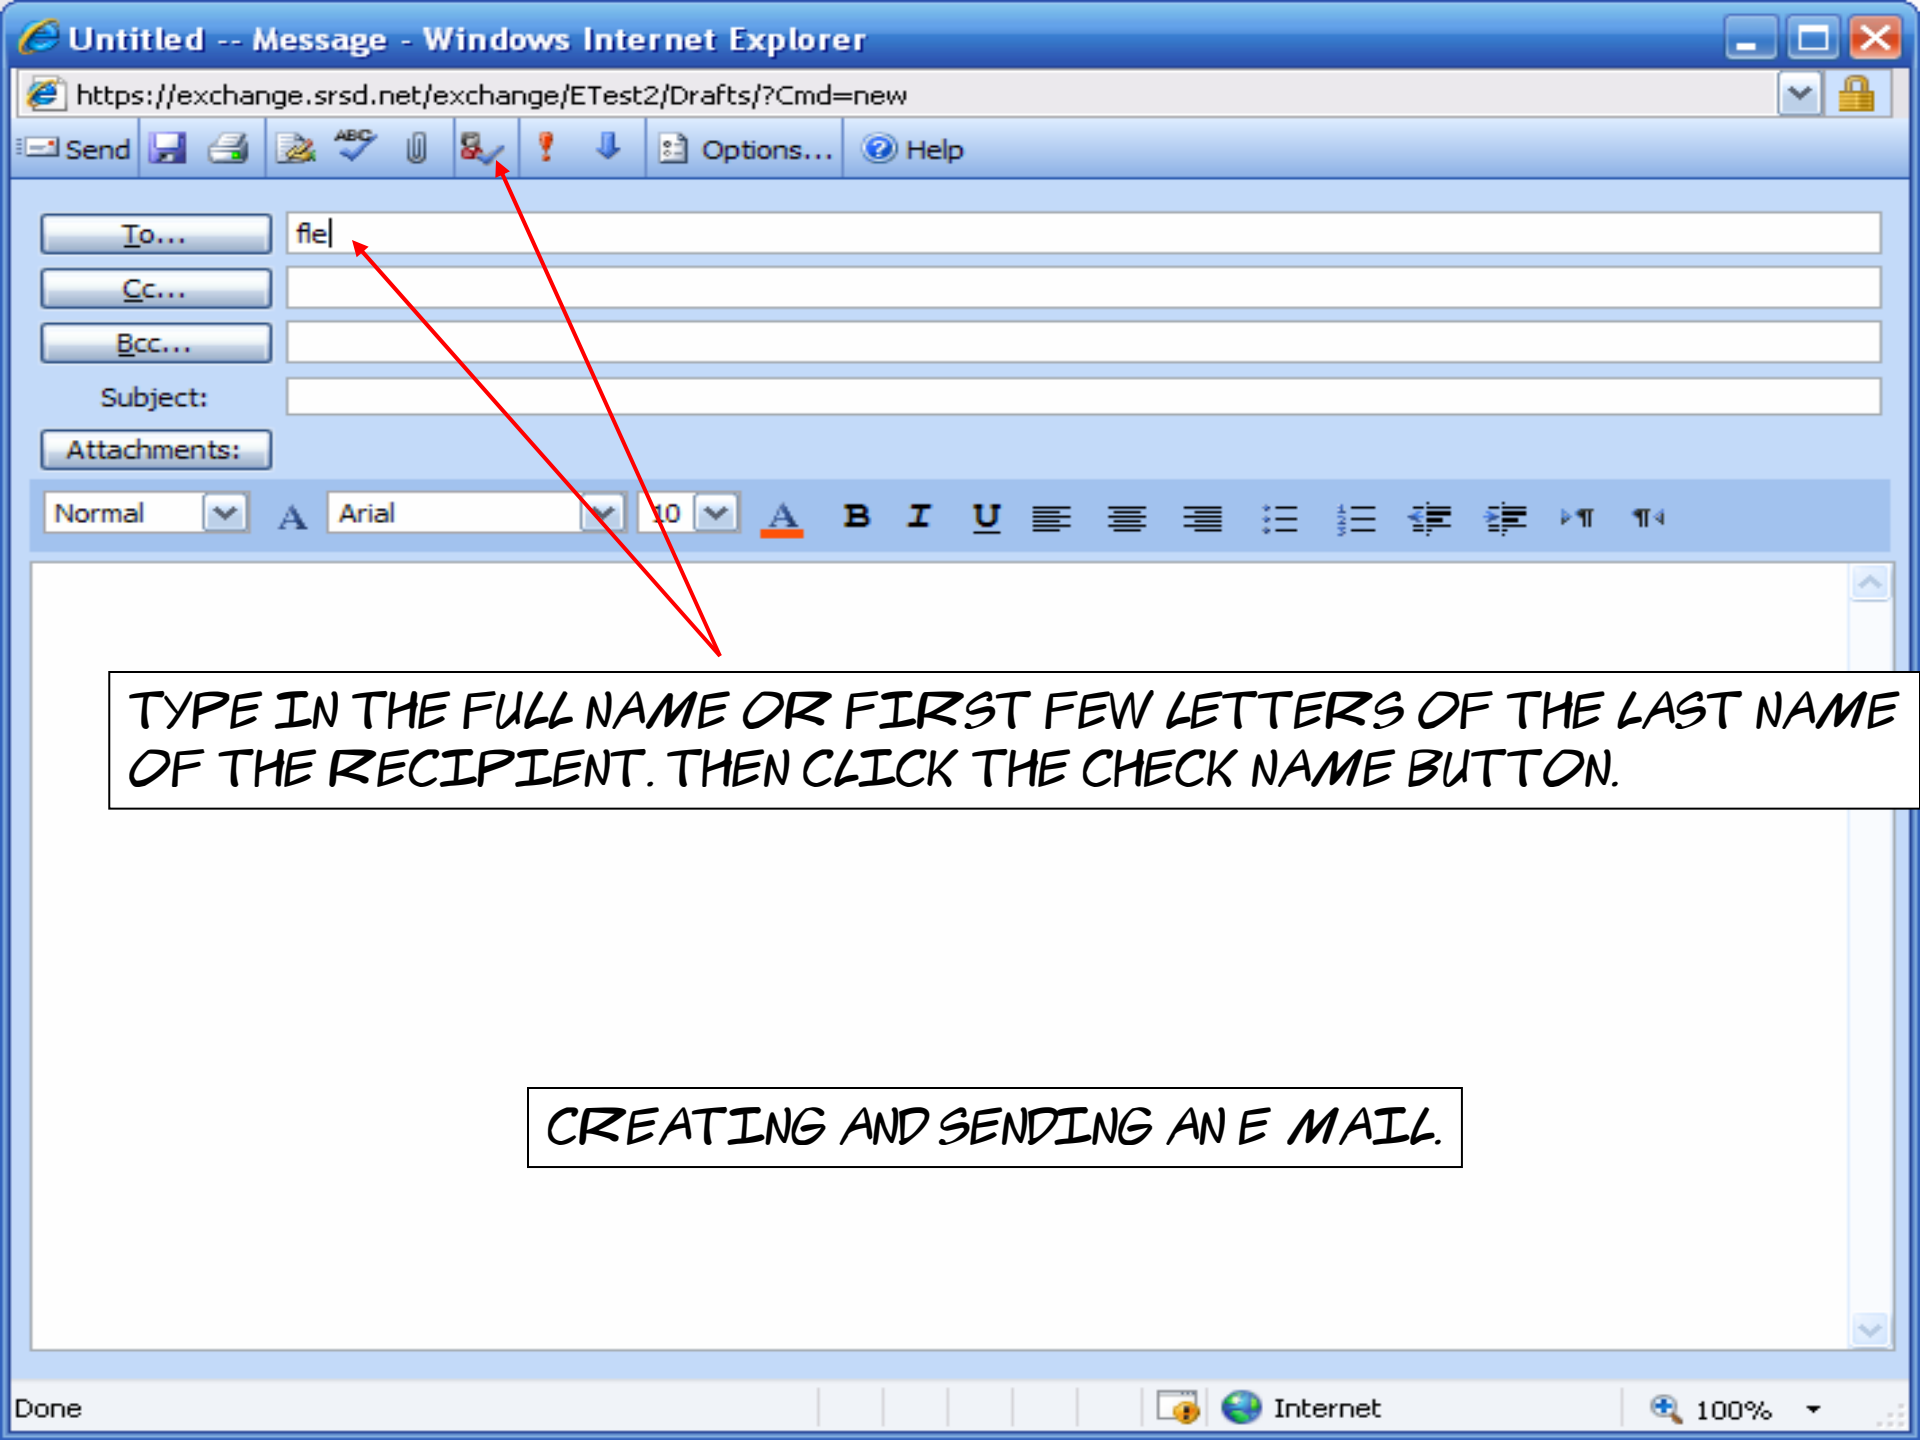 Untitled -- Message - Windows Internet Explorer
https://exchange.srsd.net/exchange/ETest2/Drafts/?Cmd=new
Send ABC Options... Help
To... fle
Cc...
Bcc...
Subject:
Attachments:
Normal A Arial 10 A B I U
TYPE IN THE FULL NAME OR FIRST FEW LETTERS OF THE LAST NAME
OF THE RECIPIENT. THEN CLICK THE CHECK NAME BUTTON.
CREATING AND SENDING AN E MAIL.
Done Internet 100%